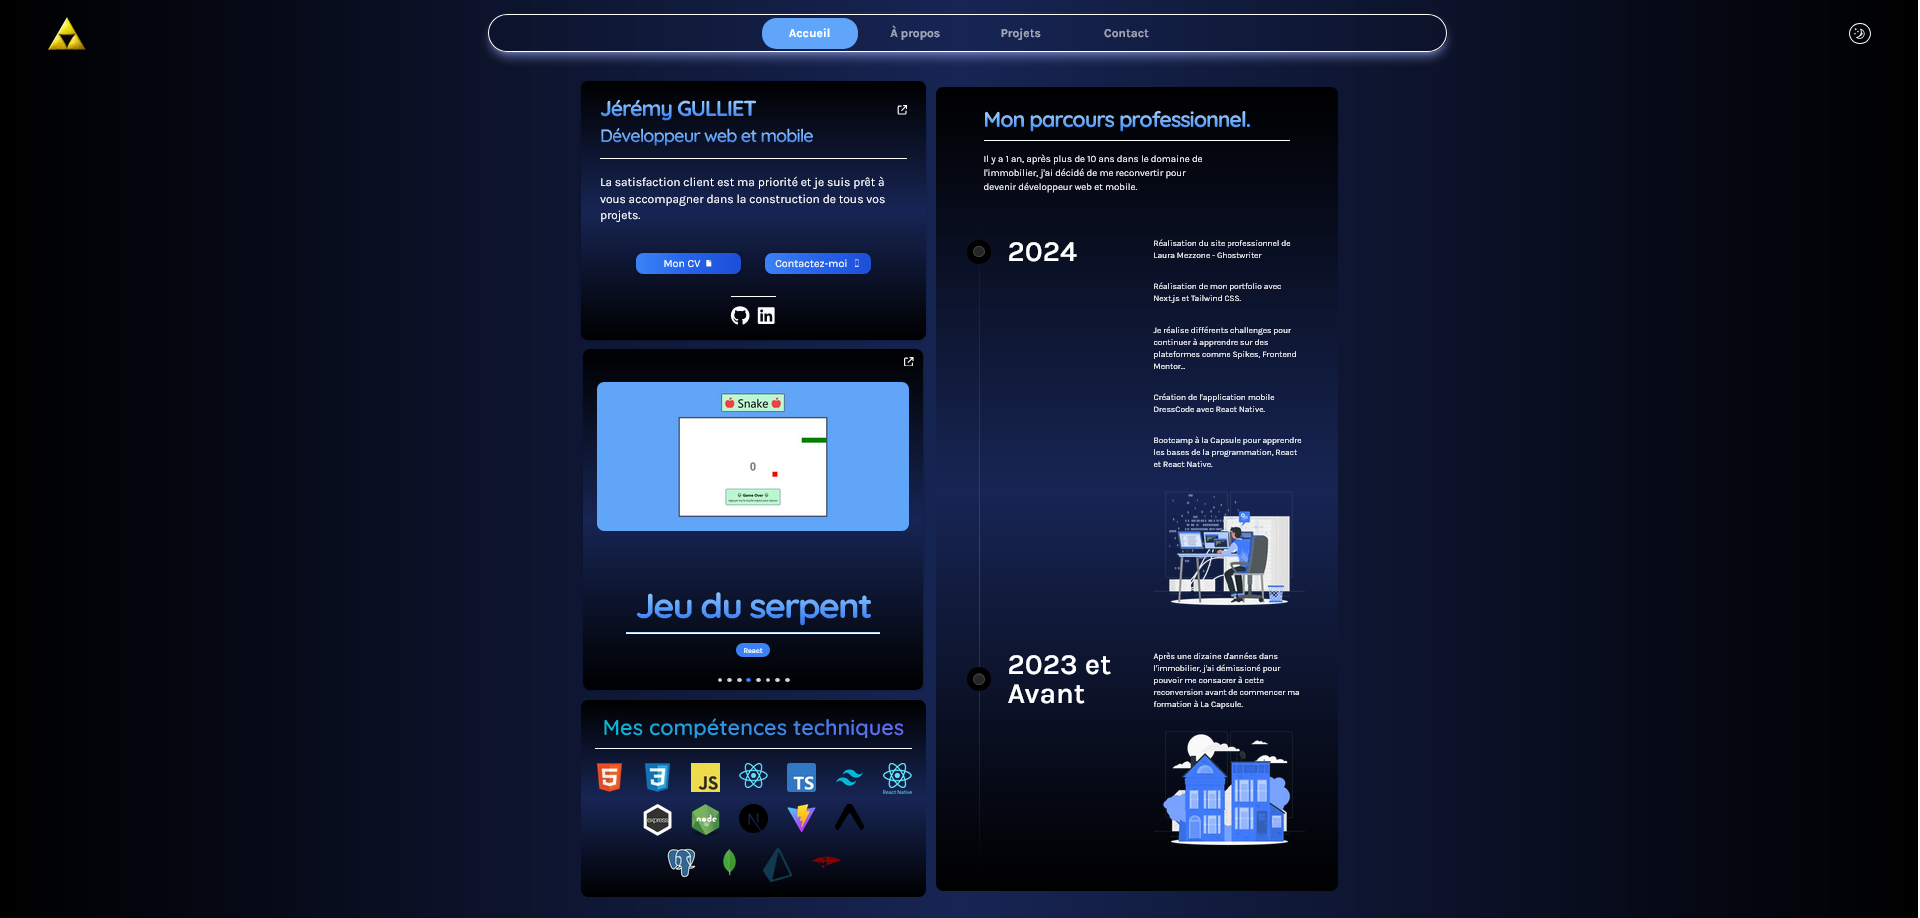 Accueil
À propos
Projets
Contact
Jérémy GULLIET
Développeur web et mobile
La satisfaction client est ma priorité et je suis prêt à
vous accompagner dans la construction de tous vos
projets.
Mon CV
Contactez-moi
Snake
0
Game Over
Jeu du serpent
React
Mes compétences techniques
5
3
JS
TS
React Native
express
node
N
Mon parcours professionnel.
Il y a 1 an, après plus de 10 ans dans le domaine de
l'immobilier, j'ai décidé de me reconvertir pour
devenir développeur web et mobile.
2024
Réalisation du site professionnel de
Laura Mezzone - Ghostwriter
Réalisation de mon portfolio avec
Next.js et Tailwind CSS.
Je réalise différents challenges pour
continuer à apprendre sur des
plateformes comme Spikes, Frontend
Mentor...
Création de l'application mobile
DressCode avec React Native.
Bootcamp à la Capsule pour apprendre
les bases de la programmation, React
et React Native.
2023 et
Avant
Après une dizaine d'années dans
l'immobilier, j'ai démissioné pour
pouvoir me consacrer à cette
reconversion avant de commencer ma
formation à La Capsule.